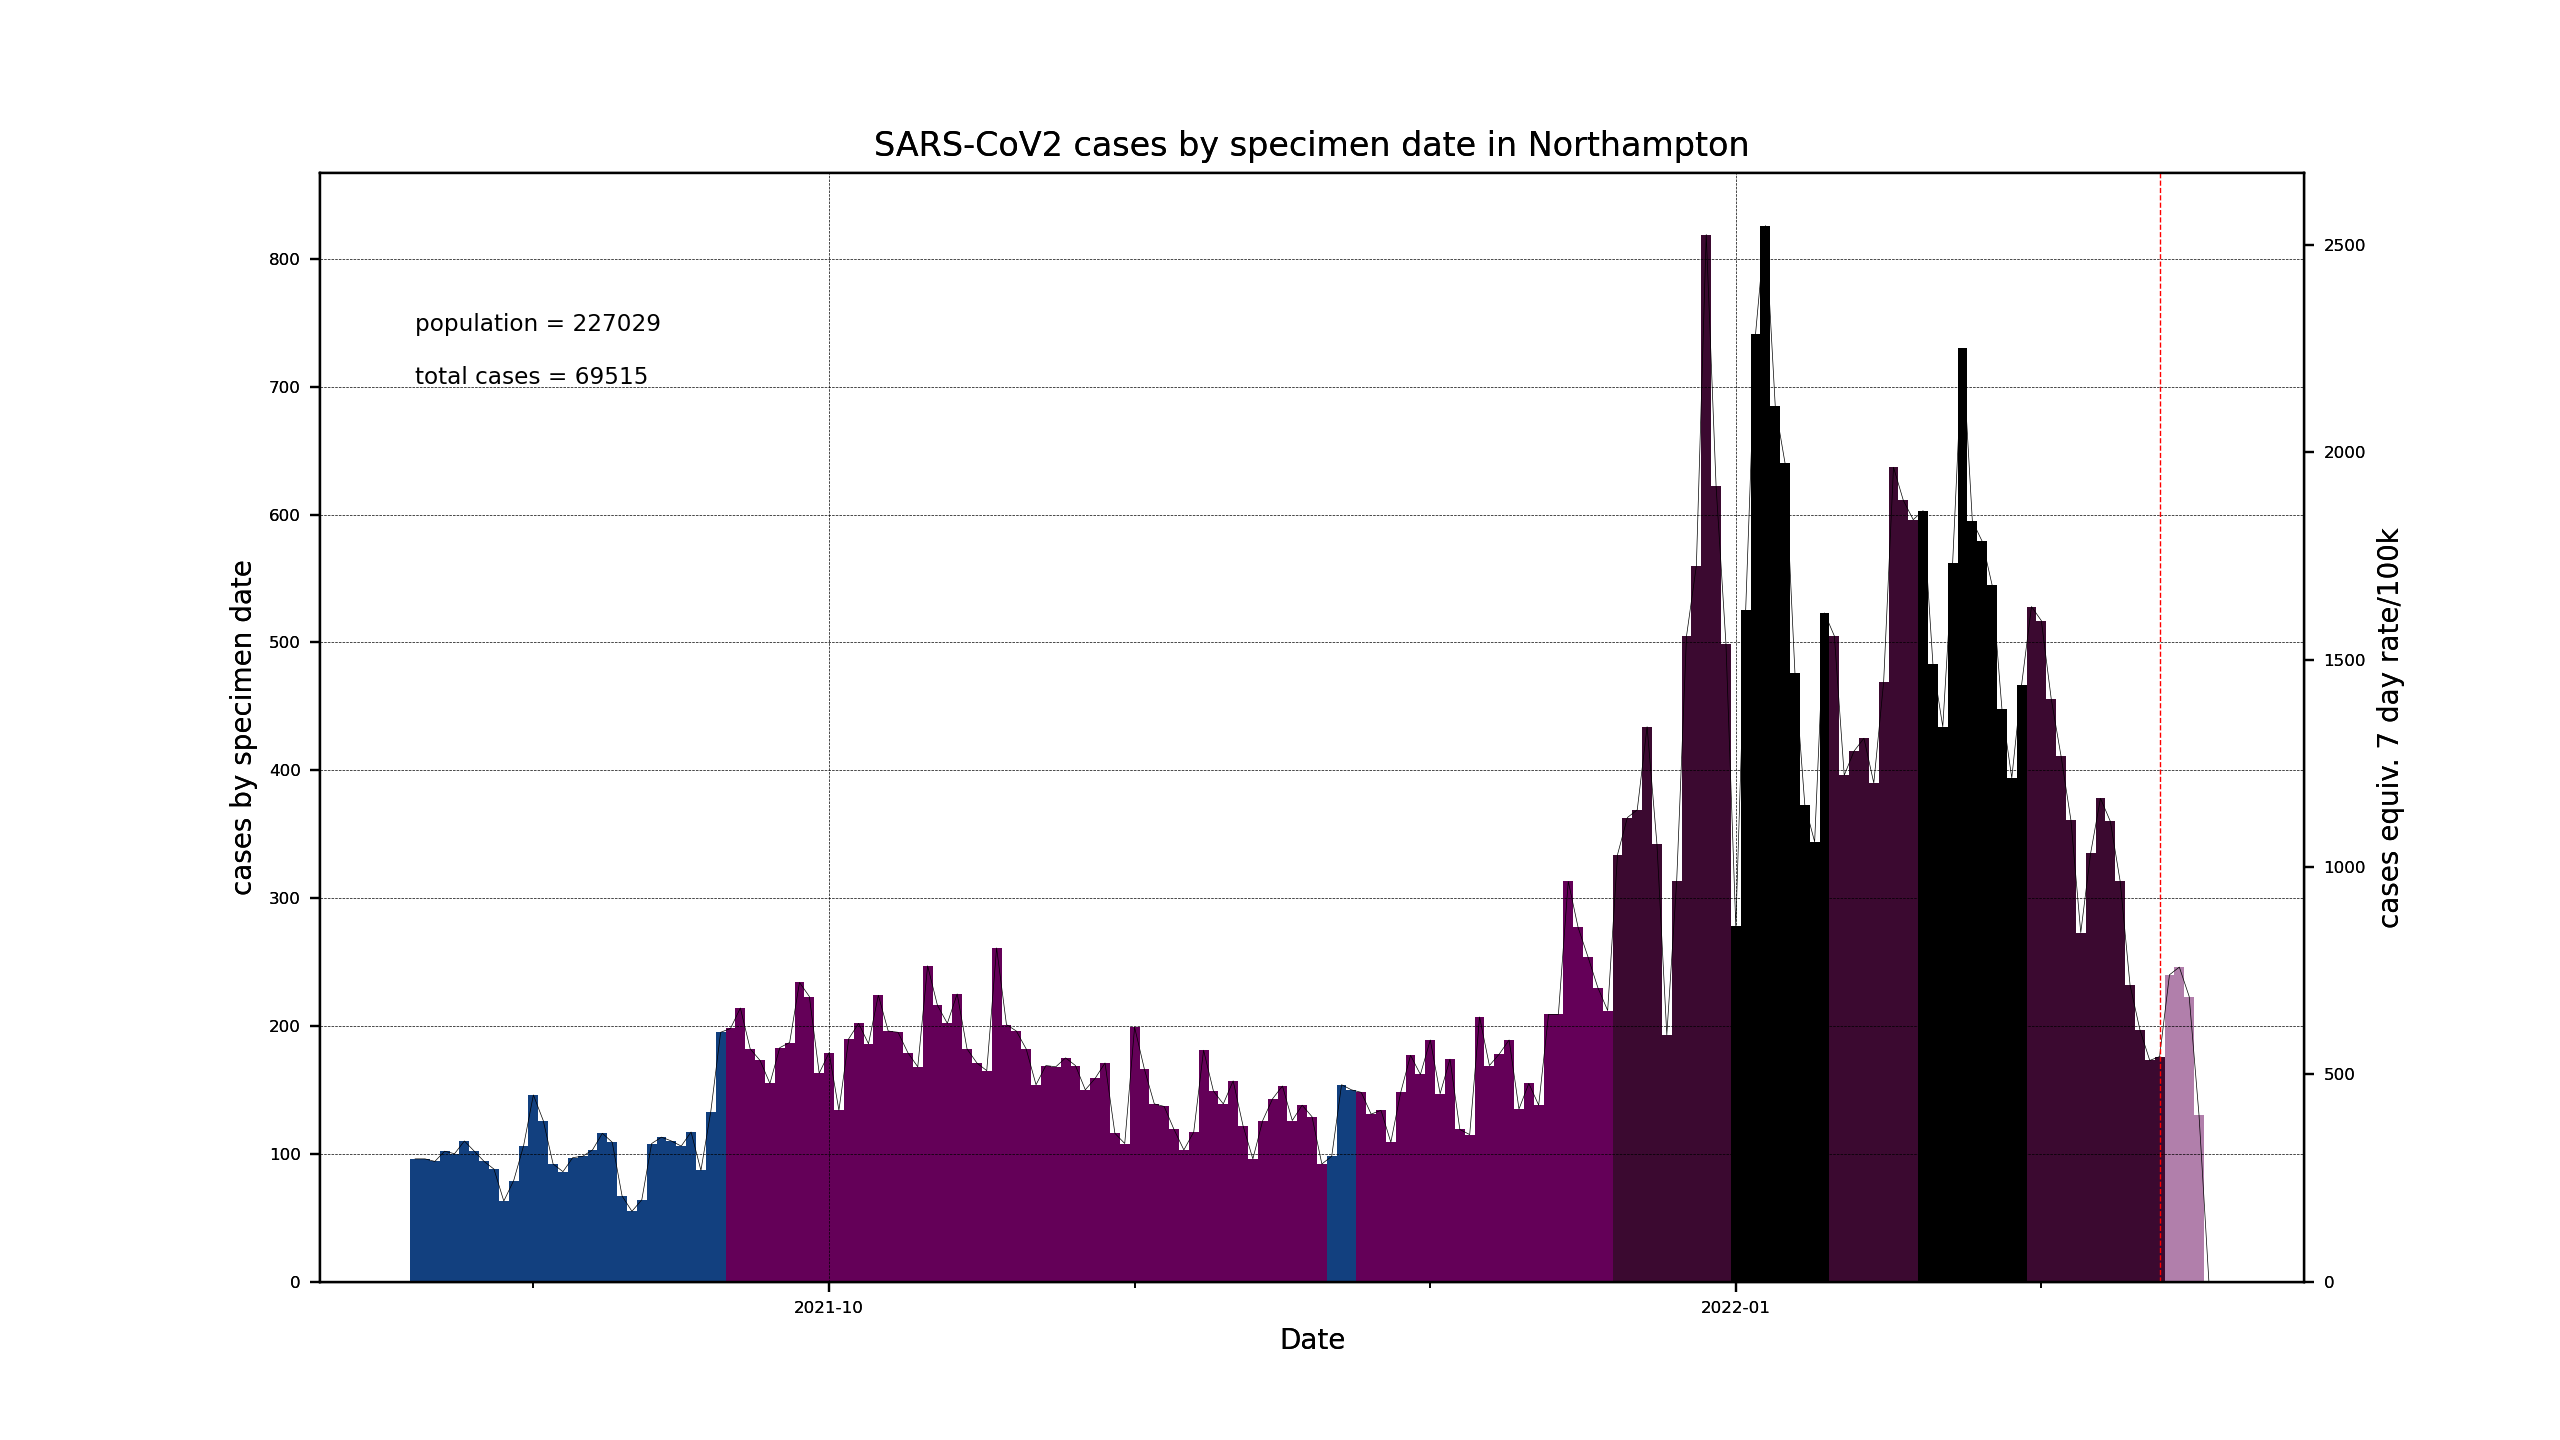 SARS-CoV2 cases by specimen date in Northampton
population = 227029
total cases = 69515
cases by specimen date
800
700
600
500
400
300
200
100
0
2500
2000
1500
1000
500
0
cases equiv. 7 day rate/100k
2021-10
2022-01
Date